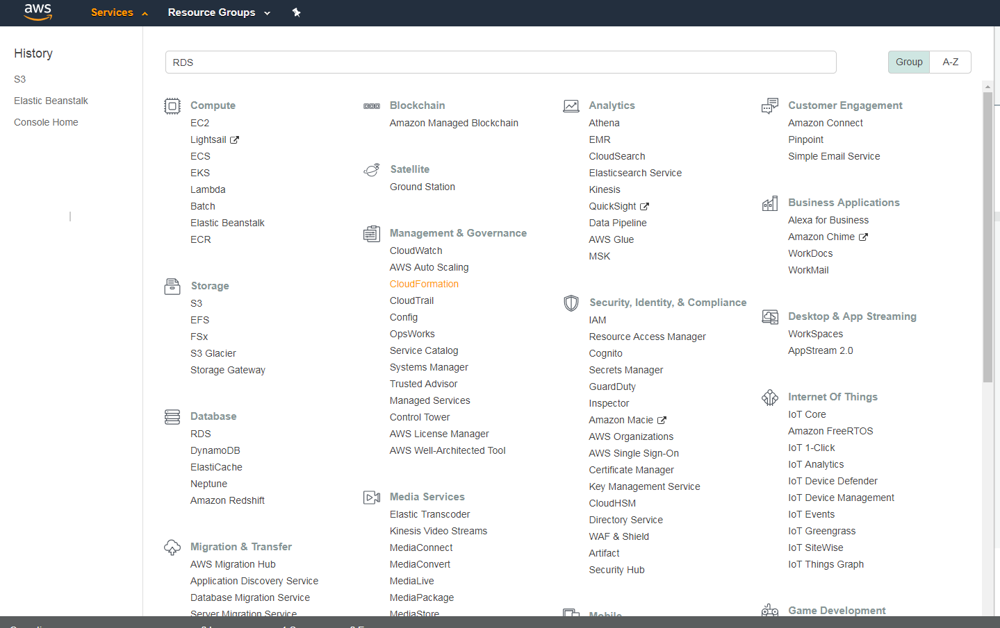 aws
Services
Resource Groups
History
S3
Elastic Beanstalk
Console Home
RDS
Group
A-Z
Compute
EC2
Lightsail
ECS
EKS
Lambda
Batch
Elastic Beanstalk
ECR
Storage
S3
EFS
FSx
S3 Glacier
Storage Gateway
Database
RDS
DynamoDB
ElastiCache
Neptune
Amazon Redshift
Migration & Transfer
AWS Migration Hub
Application Discovery Service
Database Migration Service
Server Migration Service
Blockchain
Amazon Managed Blockchain
Satellite
Ground Station
Management & Governance
CloudWatch
AWS Auto Scaling
CloudFormation
CloudTrail
Config
OpsWorks
Service Catalog
Systems Manager
Trusted Advisor
Managed Services
Control Tower
AWS License Manager
AWS Well-Architected Tool
Media Services
Elastic Transcoder
Kinesis Video Streams
MediaConnect
MediaConvert
MediaLive
MediaPackage
MediaStore
Analytics
Athena
EMR
CloudSearch
Elasticsearch Service
Kinesis
QuickSight
Data Pipeline
AWS Glue
MSK
Security, Identity, & Compliance
IAM
Resource Access Manager
Cognito
Secrets Manager
GuardDuty
Inspector
Amazon Macie
AWS Organizations
AWS Single Sign-On
Certificate Manager
Key Management Service
CloudHSM
Directory Service
WAF & Shield
Artifact
Security Hub
Mobile
Customer Engagement
Amazon Connect
Pinpoint
Simple Email Service
Business Applications
Alexa for Business
Amazon Chime
WorkDocs
WorkMail
Desktop & App Streaming
WorkSpaces
AppStream 2.0
Internet Of Things
IoT Core
Amazon FreeRTOS
IoT 1-Click
IoT Analytics
IoT Device Defender
IoT Device Management
IoT Events
IoT Greengrass
IoT SiteWise
IoT Things Graph
Game Development